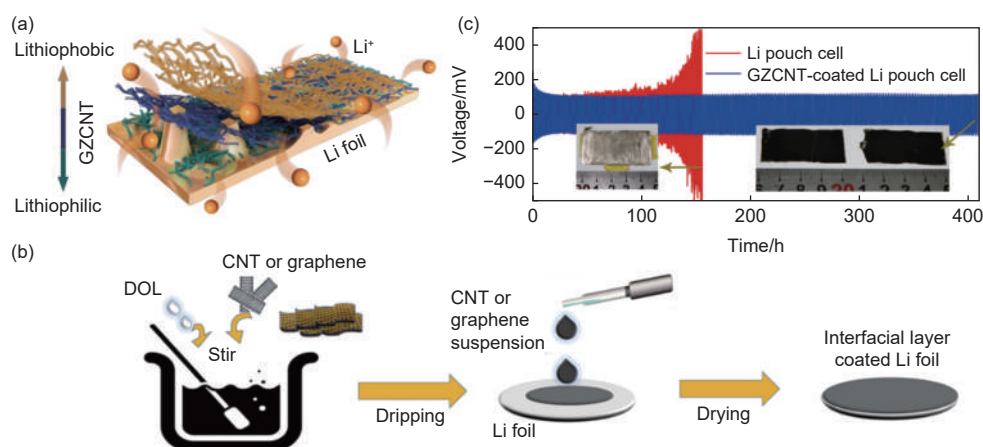 (a)
Lithiophobic
GZCNT
Lithiophilic
Li⁺
Li foil
(c)
Voltage/mV
400
200
0
−200
−400
Li pouch cell
GZCNT-coated Li pouch cell
0
100
200
300
400
Time/h
(b)
DOL
CNT or graphene
Stir
Dripping
CNT or
graphene
suspension
Li foil
Drying
Interfacial layer
coated Li foil